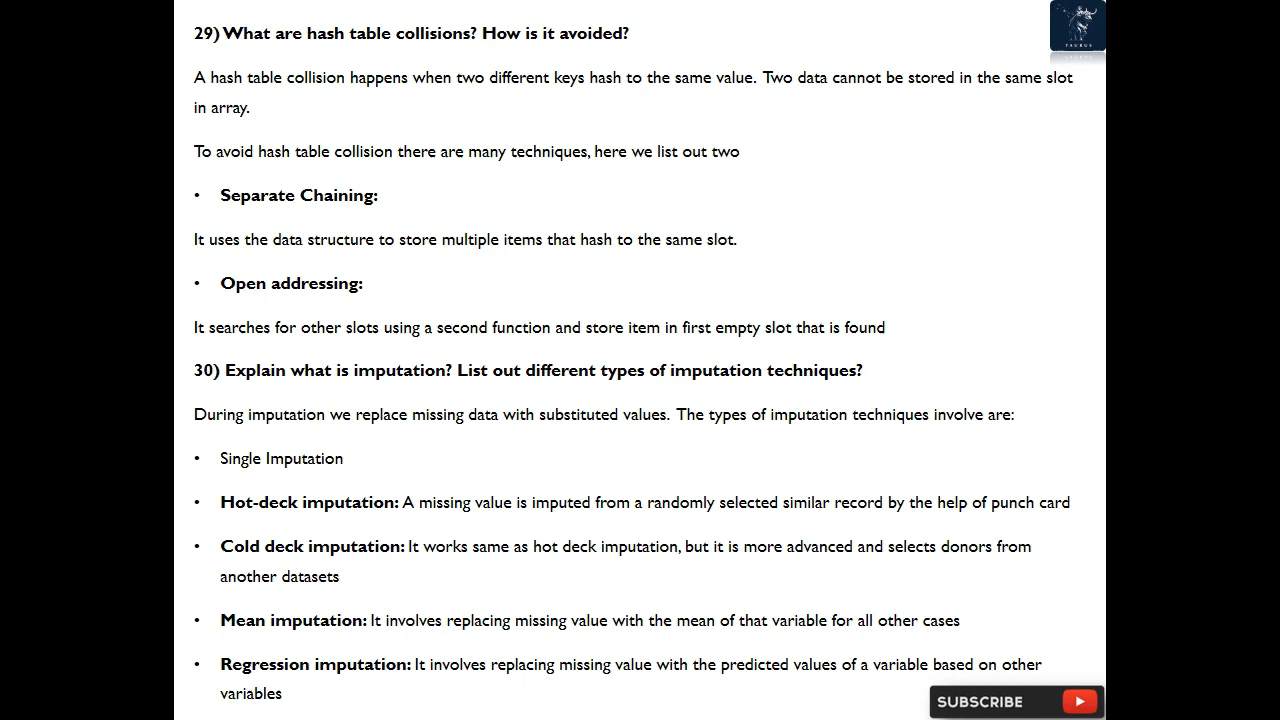 29) What are hash table collisions? How is it avoided?
TAURUS
A hash table collision happens when two different keys hash to the same value. Two data cannot be stored in the same slot
in array.
To avoid hash table collision there are many techniques, here we list out two
• Separate Chaining:
It uses the data structure to store multiple items that hash to the same slot.
• Open addressing:
It searches for other slots using a second function and store item in first empty slot that is found
30) Explain what is imputation? List out different types of imputation techniques?
During imputation we replace missing data with substituted values. The types of imputation techniques involve are:
• Single Imputation
• Hot-deck imputation: A missing value is imputed from a randomly selected similar record by the help of punch card
• Cold deck imputation: It works same as hot deck imputation, but it is more advanced and selects donors from
another datasets
• Mean imputation: It involves replacing missing value with the mean of that variable for all other cases
• Regression imputation: It involves replacing missing value with the predicted values of a variable based on other
variables
SUBSCRIBE